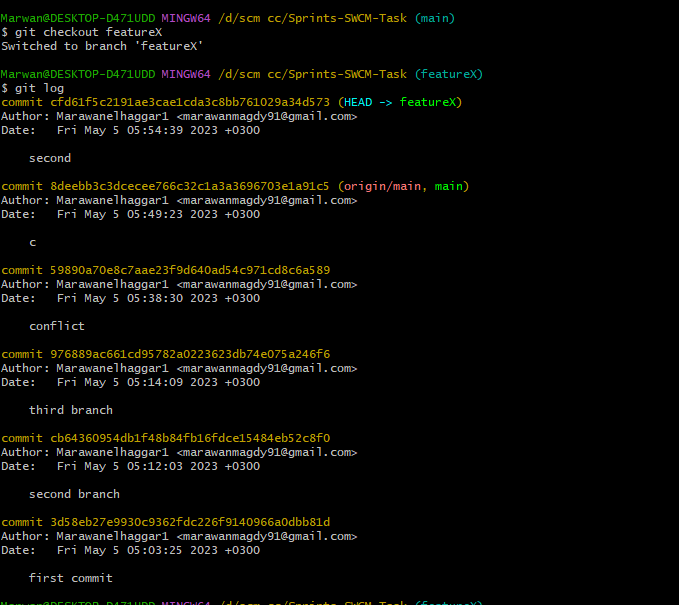 Marwan@DESKTOP-D471UDD MINGW64 /d/scm cc/Sprints-SWCM-Task (main)
$ git checkout featureX
Switched to branch 'featureX'
Marwan@DESKTOP-D471UDD MINGW64 /d/scm cc/Sprints-SWCM-Task (featureX)
$ git log
commit cfd61f5c2191ae3cae1cda3c8bb761029a34d573 (HEAD -> featureX)
Author: Marawanelhaggar1 <marawanmagdy91@gmail.com>
Date:   Fri May 5 05:54:39 2023 +0300
    second
commit 8deebb3c3dcecee766c32c1a3a3696703e1a91c5 (origin/main, main)
Author: Marawanelhaggar1 <marawanmagdy91@gmail.com>
Date:   Fri May 5 05:49:23 2023 +0300
    c
commit 59890a70e8c7aae23f9d640ad54c971cd8c6a589
Author: Marawanelhaggar1 <marawanmagdy91@gmail.com>
Date:   Fri May 5 05:38:30 2023 +0300
    conflict
commit 976889ac661cd95782a0223623db74e075a246f6
Author: Marawanelhaggar1 <marawanmagdy91@gmail.com>
Date:   Fri May 5 05:14:09 2023 +0300
    third branch
commit cb64360954db1f48b84fb16fdce15484eb52c8f0
Author: Marawanelhaggar1 <marawanmagdy91@gmail.com>
Date:   Fri May 5 05:12:03 2023 +0300
    second branch
commit 3d58eb27e9930c9362fdc226f9140966a0dbb81d
Author: Marawanelhaggar1 <marawanmagdy91@gmail.com>
Date:   Fri May 5 05:03:25 2023 +0300
    first commit
Marwan@DESKTOP-D471UDD MINGW64 /d/scm cc/Sprints-SWCM-Task (featureX)